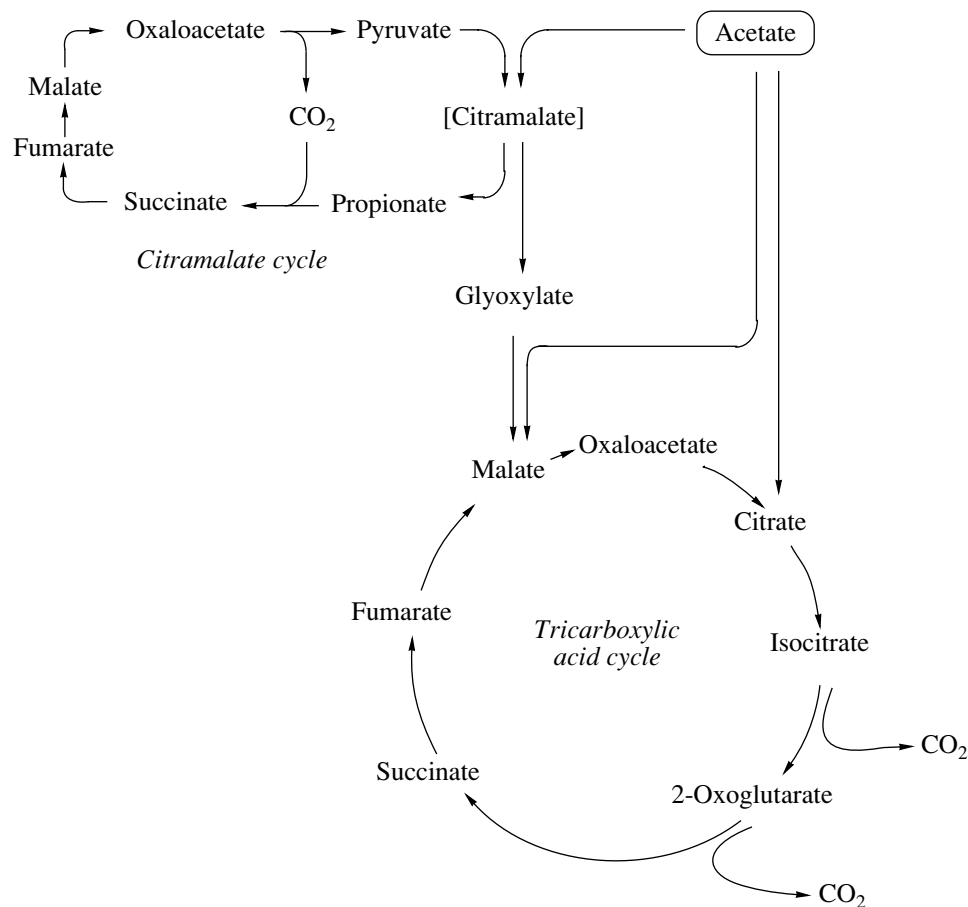 Oxaloacetate
Pyruvate
Acetate
Malate
CO2
[Citramalate]
Fumarate
Succinate
Propionate
Citramalate cycle
Glyoxylate
Oxaloacetate
Malate
Citrate
Fumarate
Tricarboxylic
acid cycle
Isocitrate
CO2
Succinate
2-Oxoglutarate
CO2